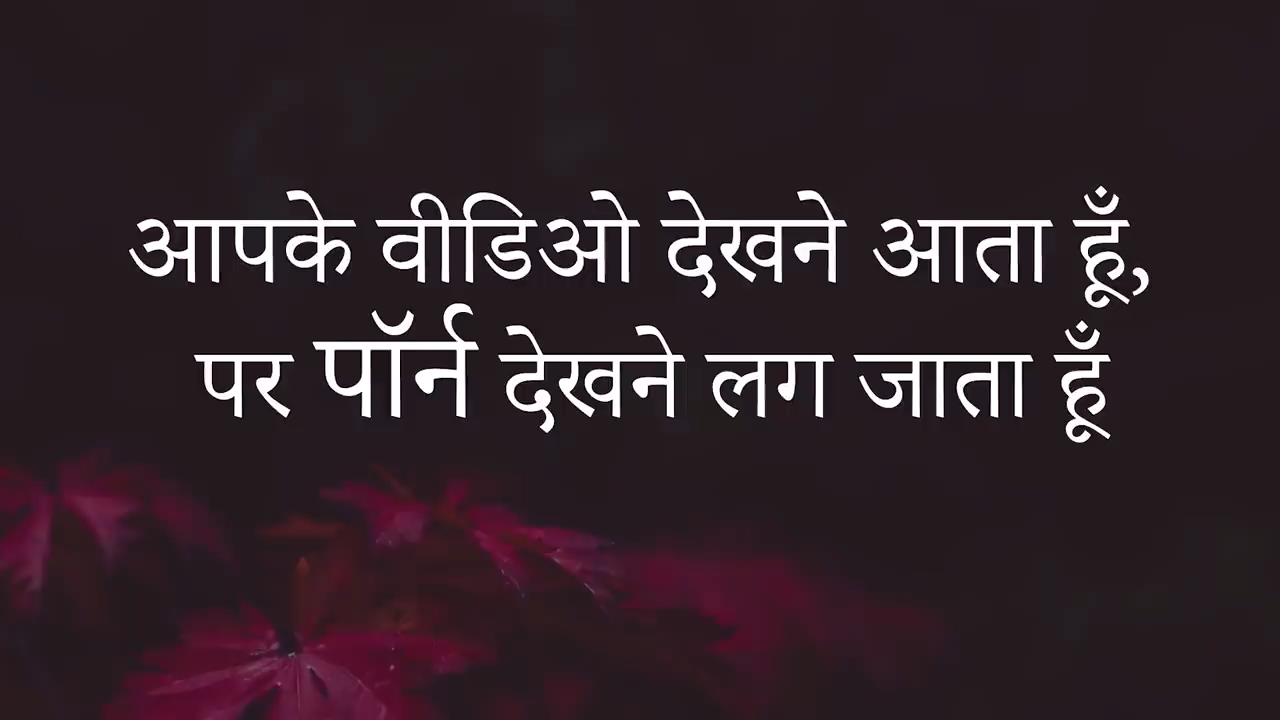 आपके वीडिओ देखने आता हूँ,
पर पॉर्न देखने लग जाता हूँ